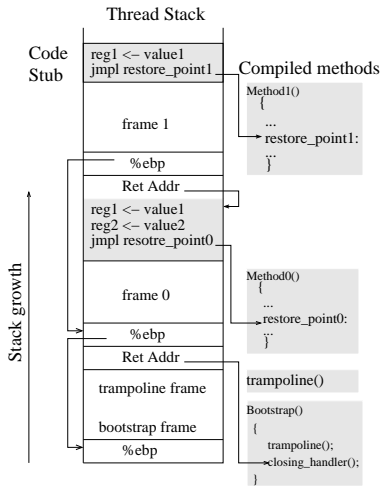 Thread Stack
Code
Stub
reg1 <- value1
jmpl restore_point1
frame 1
%ebp
Ret Addr
reg1 <- value1
reg2 <- value2
jmpl resotre_point0
frame 0
%ebp
Ret Addr
trampoline frame
bootstrap frame
%ebp
Stack growth
Compiled methods
Method1()
{
...
restore_point1:
...
}
Method0()
{
...
restore_point0:
...
}
trampoline()
Bootstrap()
{
trampoline();
closing_handler();
}